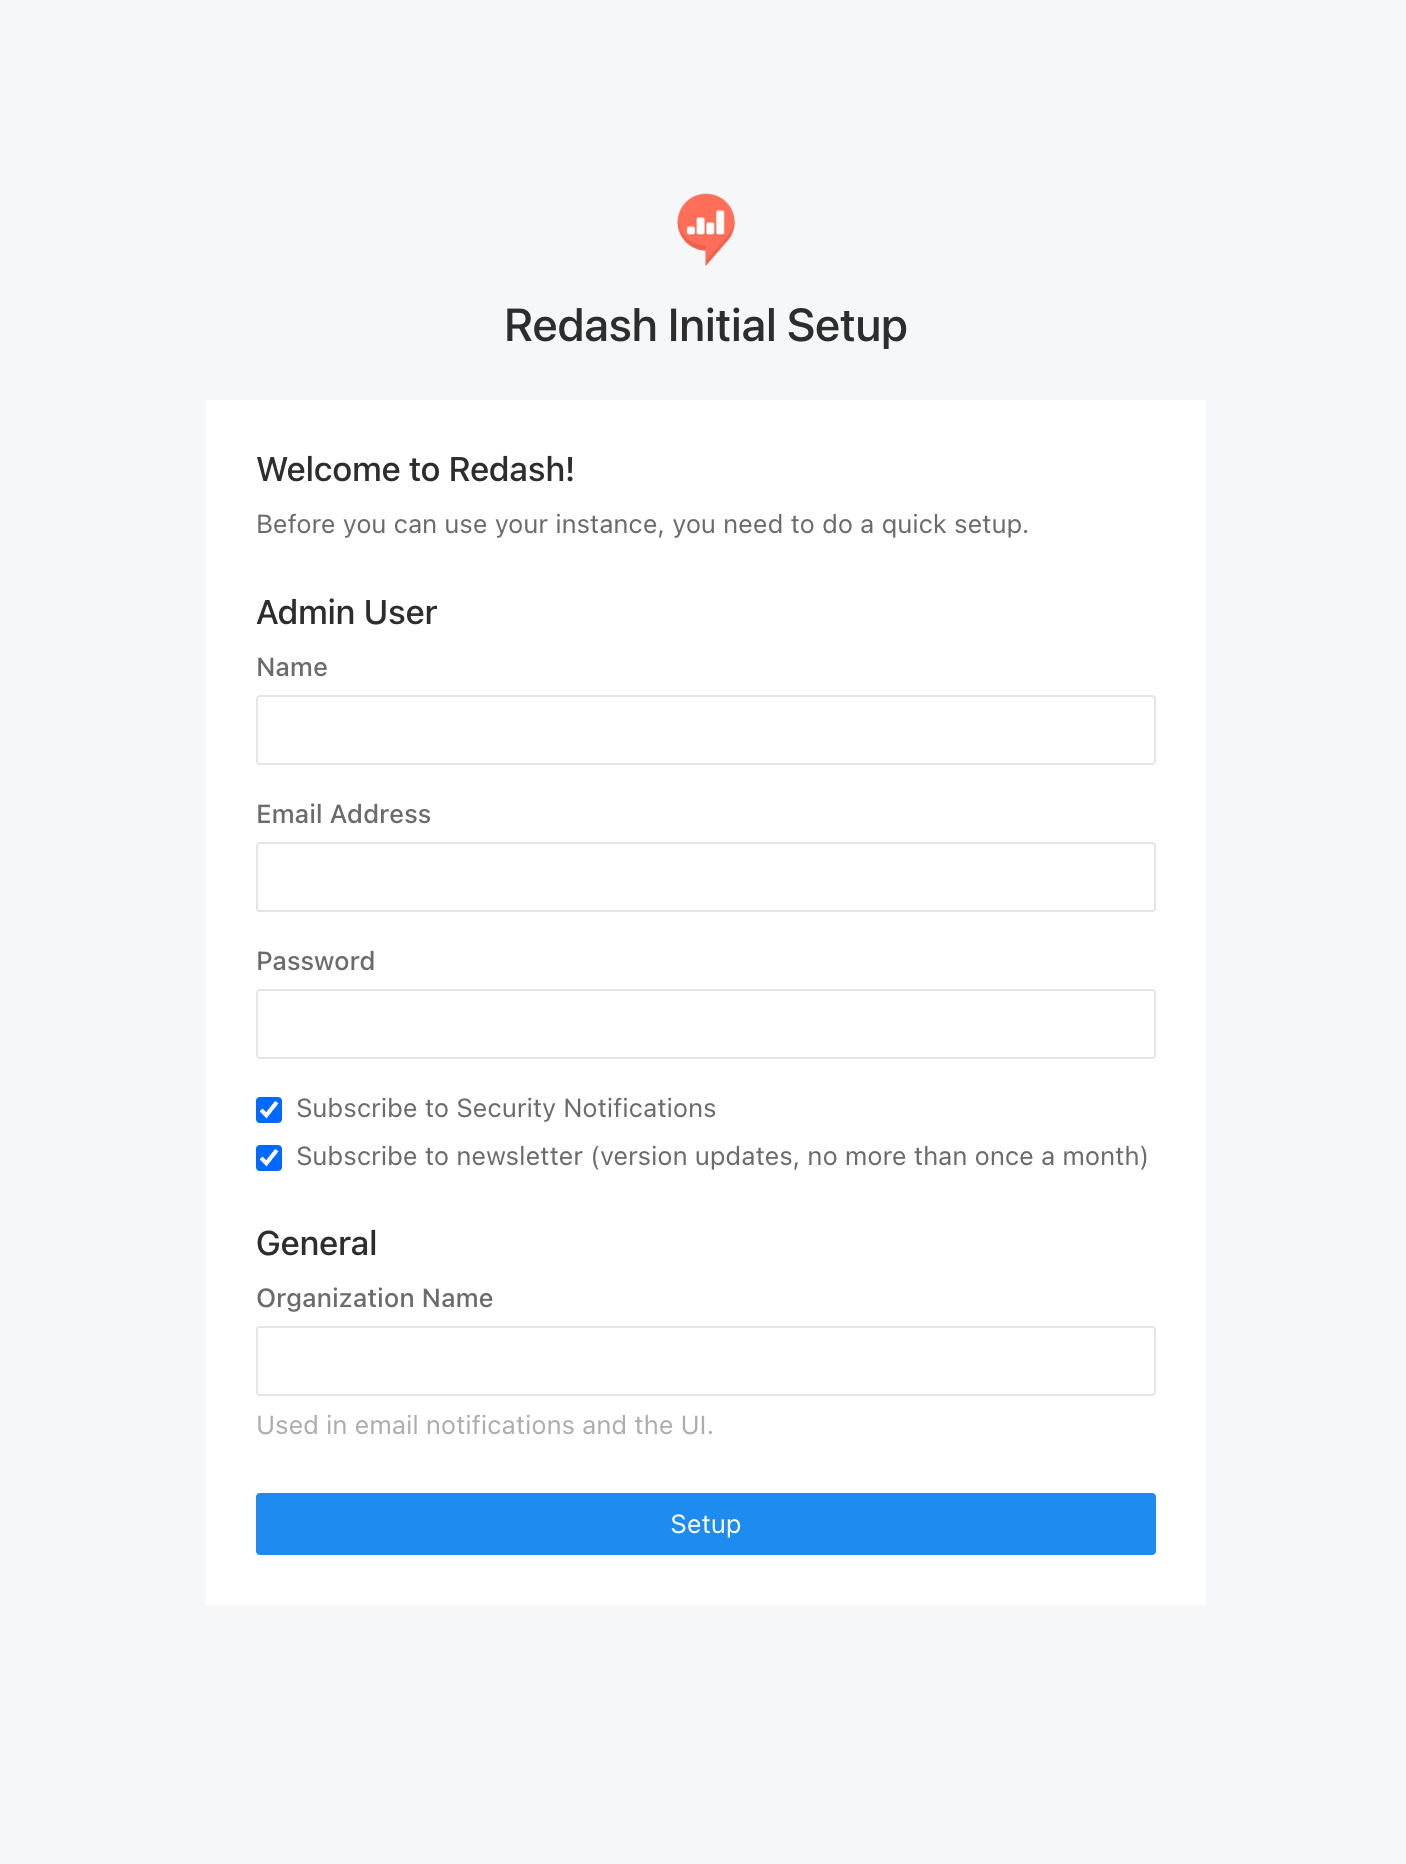 Redash Initial Setup
Welcome to Redash!
Before you can use your instance, you need to do a quick setup.
Admin User
Name
Email Address
Password
Subscribe to Security Notifications
Subscribe to newsletter (version updates, no more than once a month)
General
Organization Name
Used in email notifications and the UI.
Setup